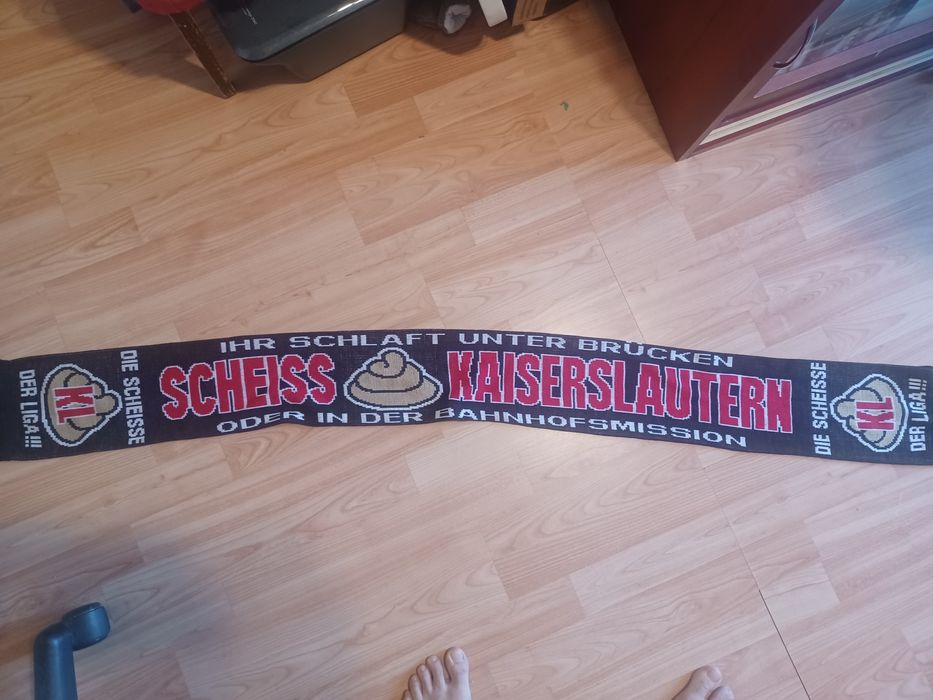 DER LIGA!!!
KL
DIE SCHEISSE
IHR SCHLAFT UNTER BRÜCKEN
SCHEISS KAISERSLAUTERN
ODER IN DER BAHNHOFSMISSION
DIE SCHEISSE
KL
DER LIGA!!!